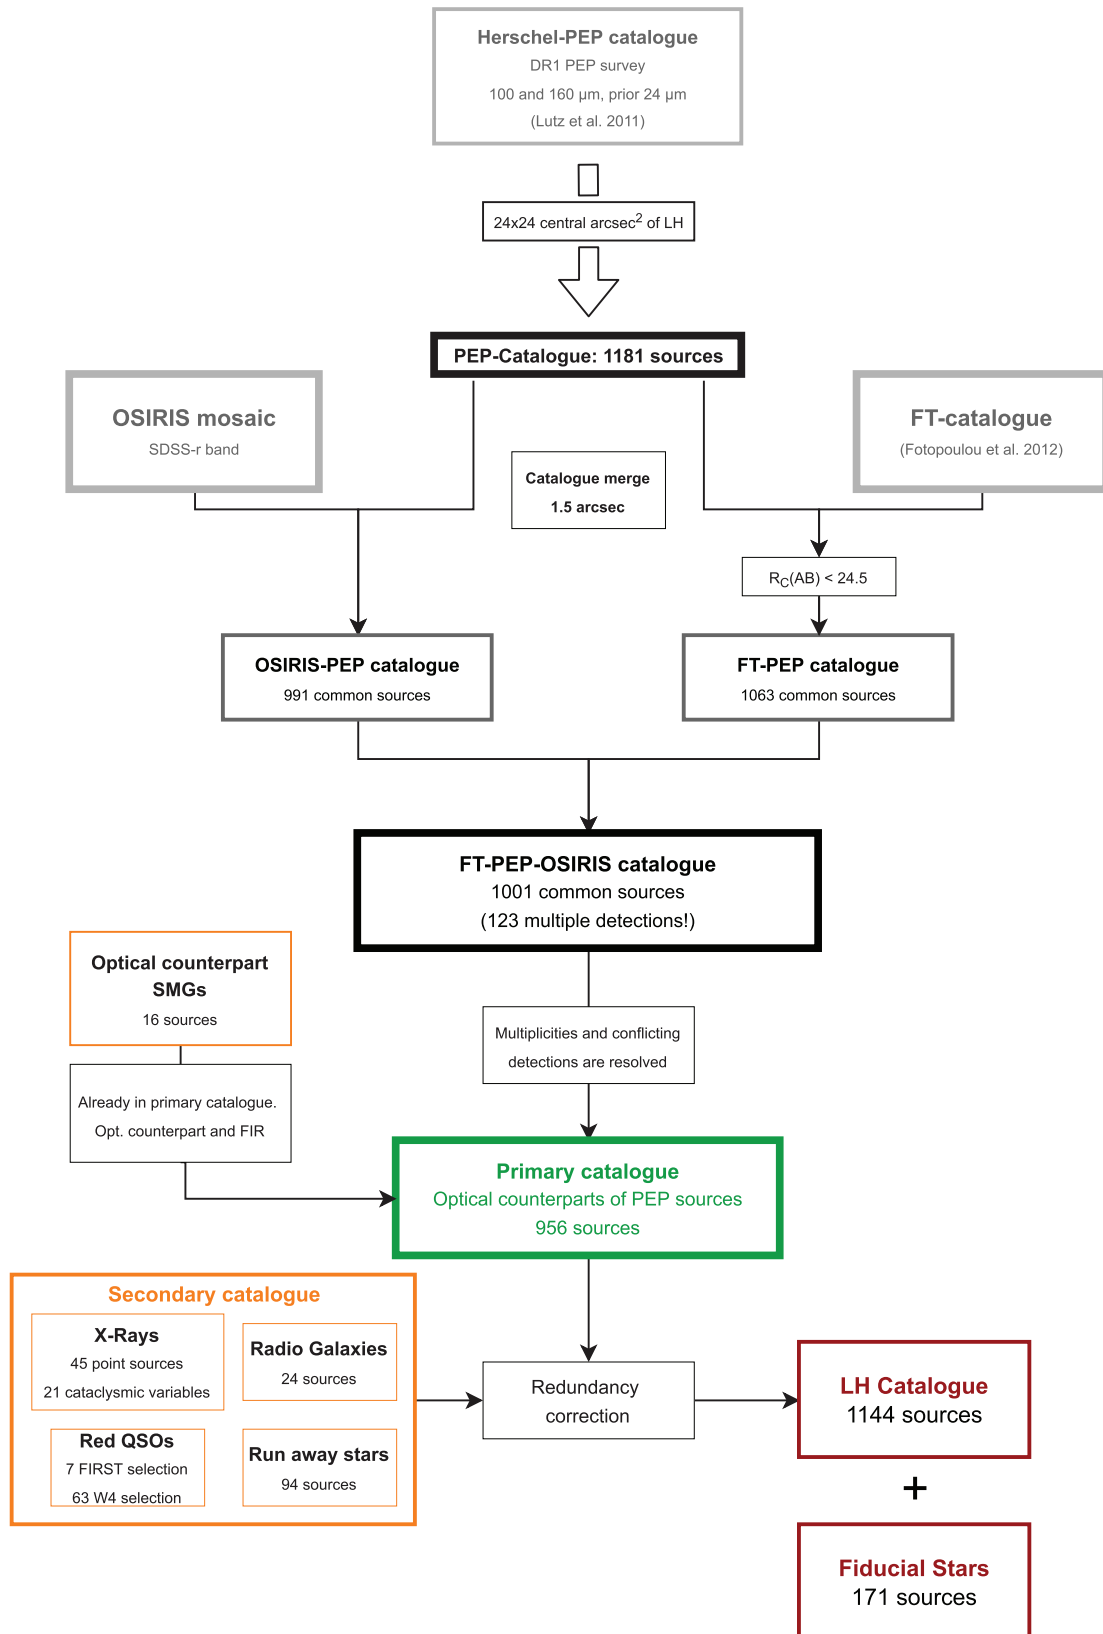 Herschel-PEP catalogue
DR1 PEP survey
100 and 160 μm, prior 24 μm
(Lutz et al. 2011)
24x24 central arcsec2 of LH
PEP-Catalogue: 1181 sources
OSIRIS mosaic
SDSS-r band
FT-catalogue
(Fotopoulou et al. 2012)
Catalogue merge
1.5 arcsec
RC(AB) < 24.5
OSIRIS-PEP catalogue
991 common sources
FT-PEP catalogue
1063 common sources
FT-PEP-OSIRIS catalogue
1001 common sources
(123 multiple detections!)
Optical counterpart
SMGs
16 sources
Multiplicities and conflicting
detections are resolved
Already in primary catalogue.
Opt. counterpart and FIR
Primary catalogue
Optical counterparts of PEP sources
956 sources
Secondary catalogue
X-Rays
45 point sources
21 cataclysmic variables
Radio Galaxies
24 sources
Red QSOs
7 FIRST selection
63 W4 selection
Run away stars
94 sources
Redundancy
correction
LH Catalogue
1144 sources
+
Fiducial Stars
171 sources